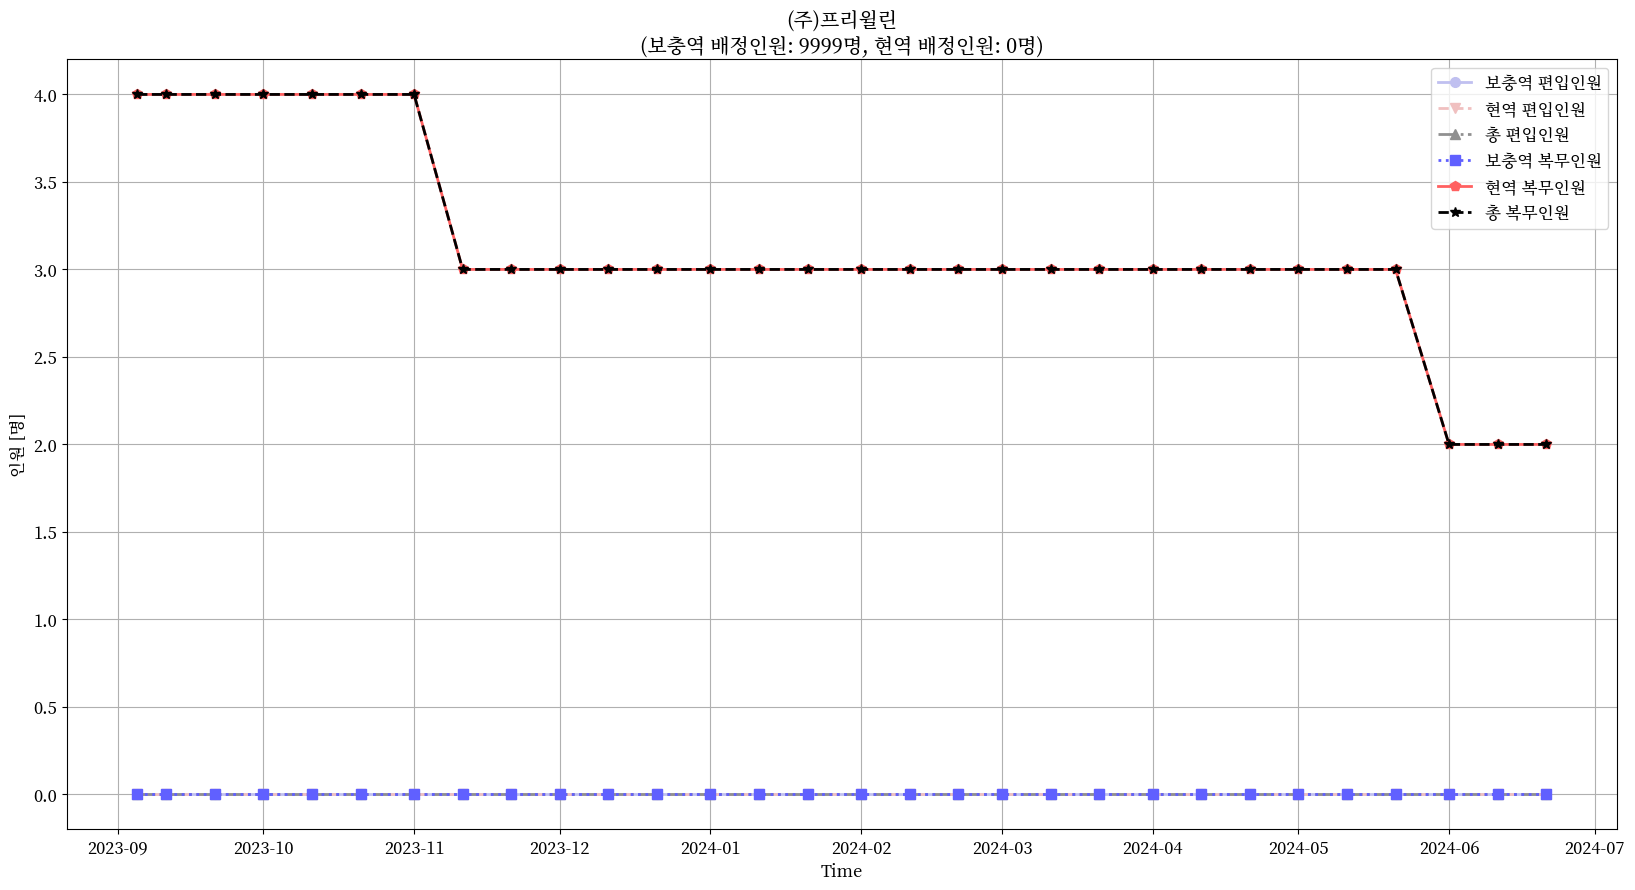 (주)프리윌린
(보충역 배정인원: 9999명, 현역 배정인원: 0명)
보충역 편입인원
현역 편입인원
총 편입인원
보충역 복무인원
현역 복무인원
총 복무인원
인원 [명]
4.0
3.5
3.0
2.5
2.0
1.5
1.0
0.5
0.0
2023-09 2023-10 2023-11 2023-12 2024-01 2024-02 2024-03 2024-04 2024-05 2024-06 2024-07
Time